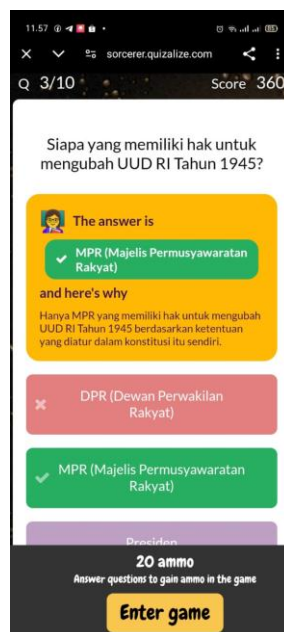 11.57
sorcerer.quizalize.com
Q 3/10
Score 360
Siapa yang memiliki hak untuk
mengubah UUD RI Tahun 1945?
The answer is
MPR (Majelis Permusyawaratan
Rakyat)
and here's why
Hanya MPR yang memiliki hak untuk mengubah
UUD RI Tahun 1945 berdasarkan ketentuan
yang diatur dalam konstitusi itu sendiri.
DPR (Dewan Perwakilan
Rakyat)
MPR (Majelis Permusyawaratan
Rakyat)
Presiden
20 ammo
Answer questions to gain ammo in the game
Enter game